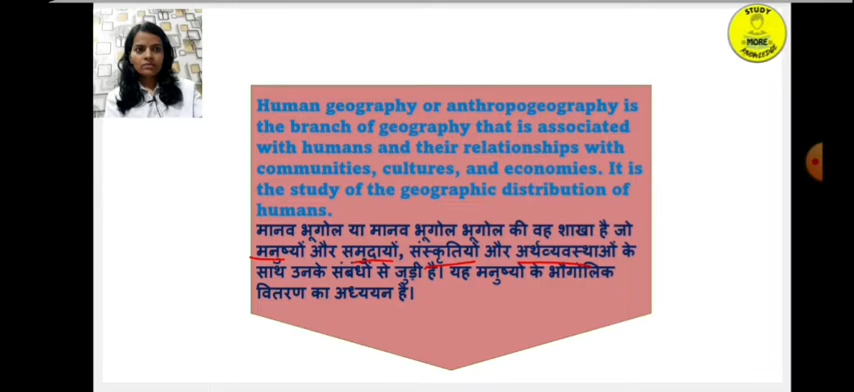 STUDY
MORE
KNOWLEDGE
Human geography or anthropogeography is
the branch of geography that is associated
with humans and their relationships with
communities, cultures, and economies. It is
the study of the geographic distribution of
humans.
मानव भूगोल या मानव भूगोल भूगोल की वह शाखा है जो
मनुष्यों और समुदायों, संस्कृतियों और अर्थव्यवस्थाओं के
साथ उनके संबंधों से जुड़ी है। यह मनुष्यों के भौगोलिक
वितरण का अध्ययन है।